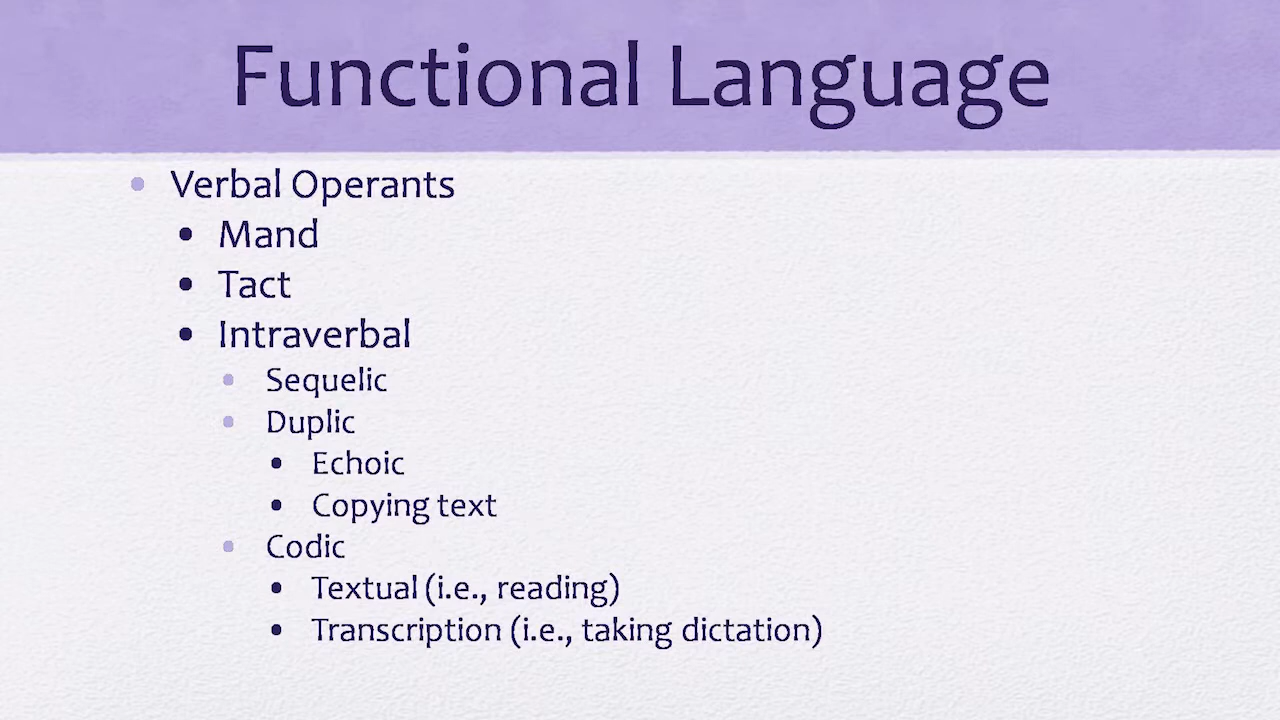 Functional Language
• Verbal Operants
• Mand
• Tact
• Intraverbal
• Sequelic
• Duplic
• Echoic
• Copying text
• Codic
• Textual (i.e., reading)
• Transcription (i.e., taking dictation)